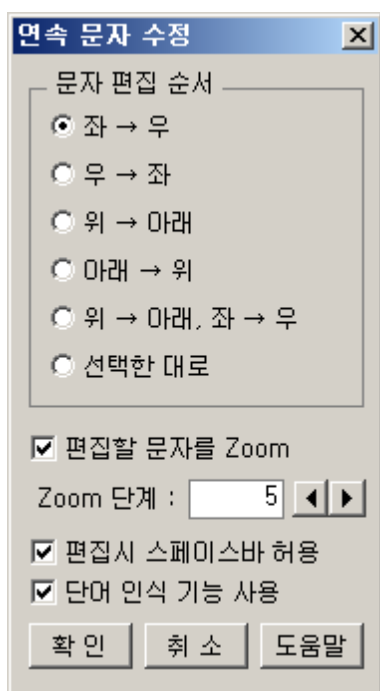 연속 문자 수정
문자 편집 순서
좌 → 우
우 → 좌
위 → 아래
아래 → 위
위 → 아래, 좌 → 우
선택한 대로
편집할 문자를 Zoom
Zoom 단계 : 5
편집시 스페이스바 허용
단어 인식 기능 사용
확 인 취 소 도움말